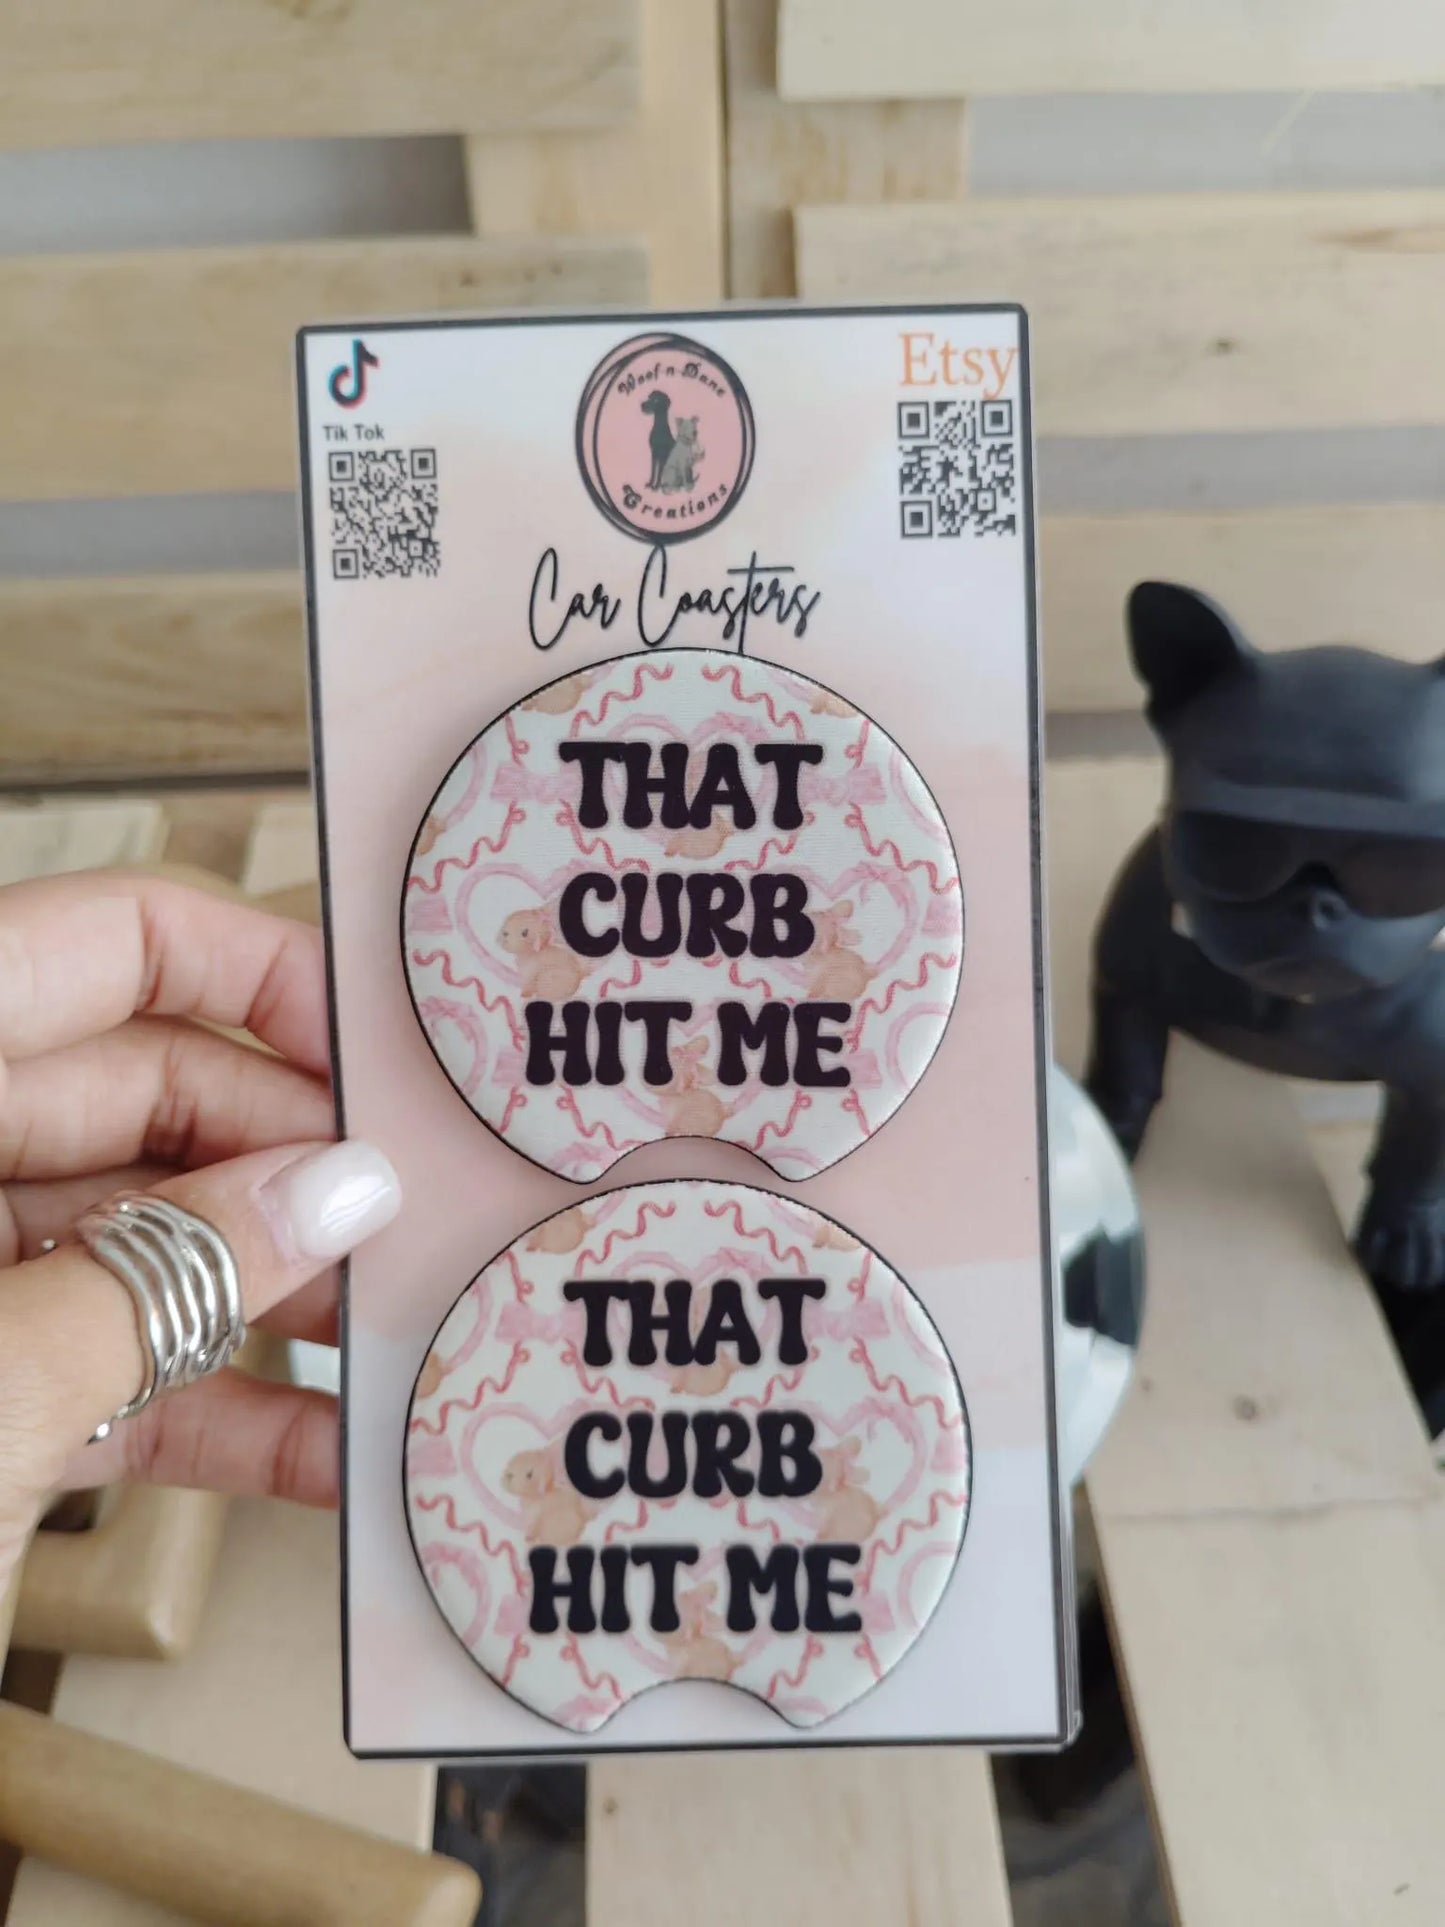 Tik Tok
Woof-n-Dane
Creations
Etsy
Car Coasters
THAT
CURB
HIT ME
THAT
CURB
HIT ME